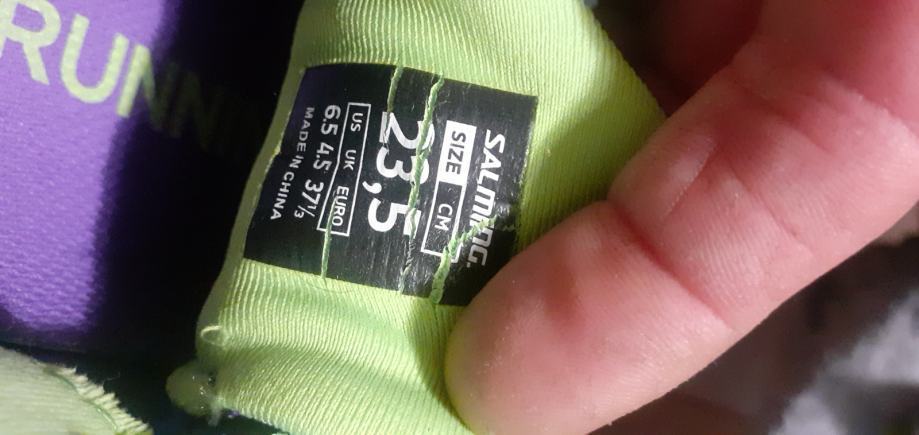 RUNN
SALMING.
SIZE CM
23,5
US UK EURO
6.5 4.5 37⅓
MADE IN CHINA